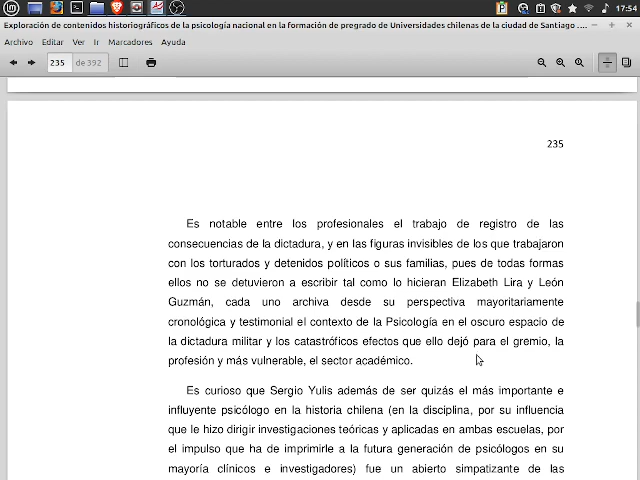 17:54
Exploración de contenidos historiográficos de la psicología nacional en la formación de pregrado de Universidades chilenas de la ciudad de Santiago ....
Archivo Editar Ver Ir Marcadores Ayuda
235 de 392
235
Es notable entre los profesionales el trabajo de registro de las
consecuencias de la dictadura, y en las figuras invisibles de los que trabajaron
con los torturados y detenidos políticos o sus familias, pues de todas formas
ellos no se detuvieron a escribir tal como lo hicieran Elizabeth Lira y León
Guzmán, cada uno archiva desde su perspectiva mayoritariamente
cronológica y testimonial el contexto de la Psicología en el oscuro espacio de
la dictadura militar y los catastróficos efectos que ello dejó para el gremio, la
profesión y más vulnerable, el sector académico.
Es curioso que Sergio Yulis además de ser quizás el más importante e
influyente psicólogo en la historia chilena (en la disciplina, por su influencia
que le hizo dirigir investigaciones teóricas y aplicadas en ambas escuelas, por
el impulso que ha de imprimirle a la futura generación de psicólogos en su
mayoría clínicos e investigadores) fue un abierto simpatizante de las